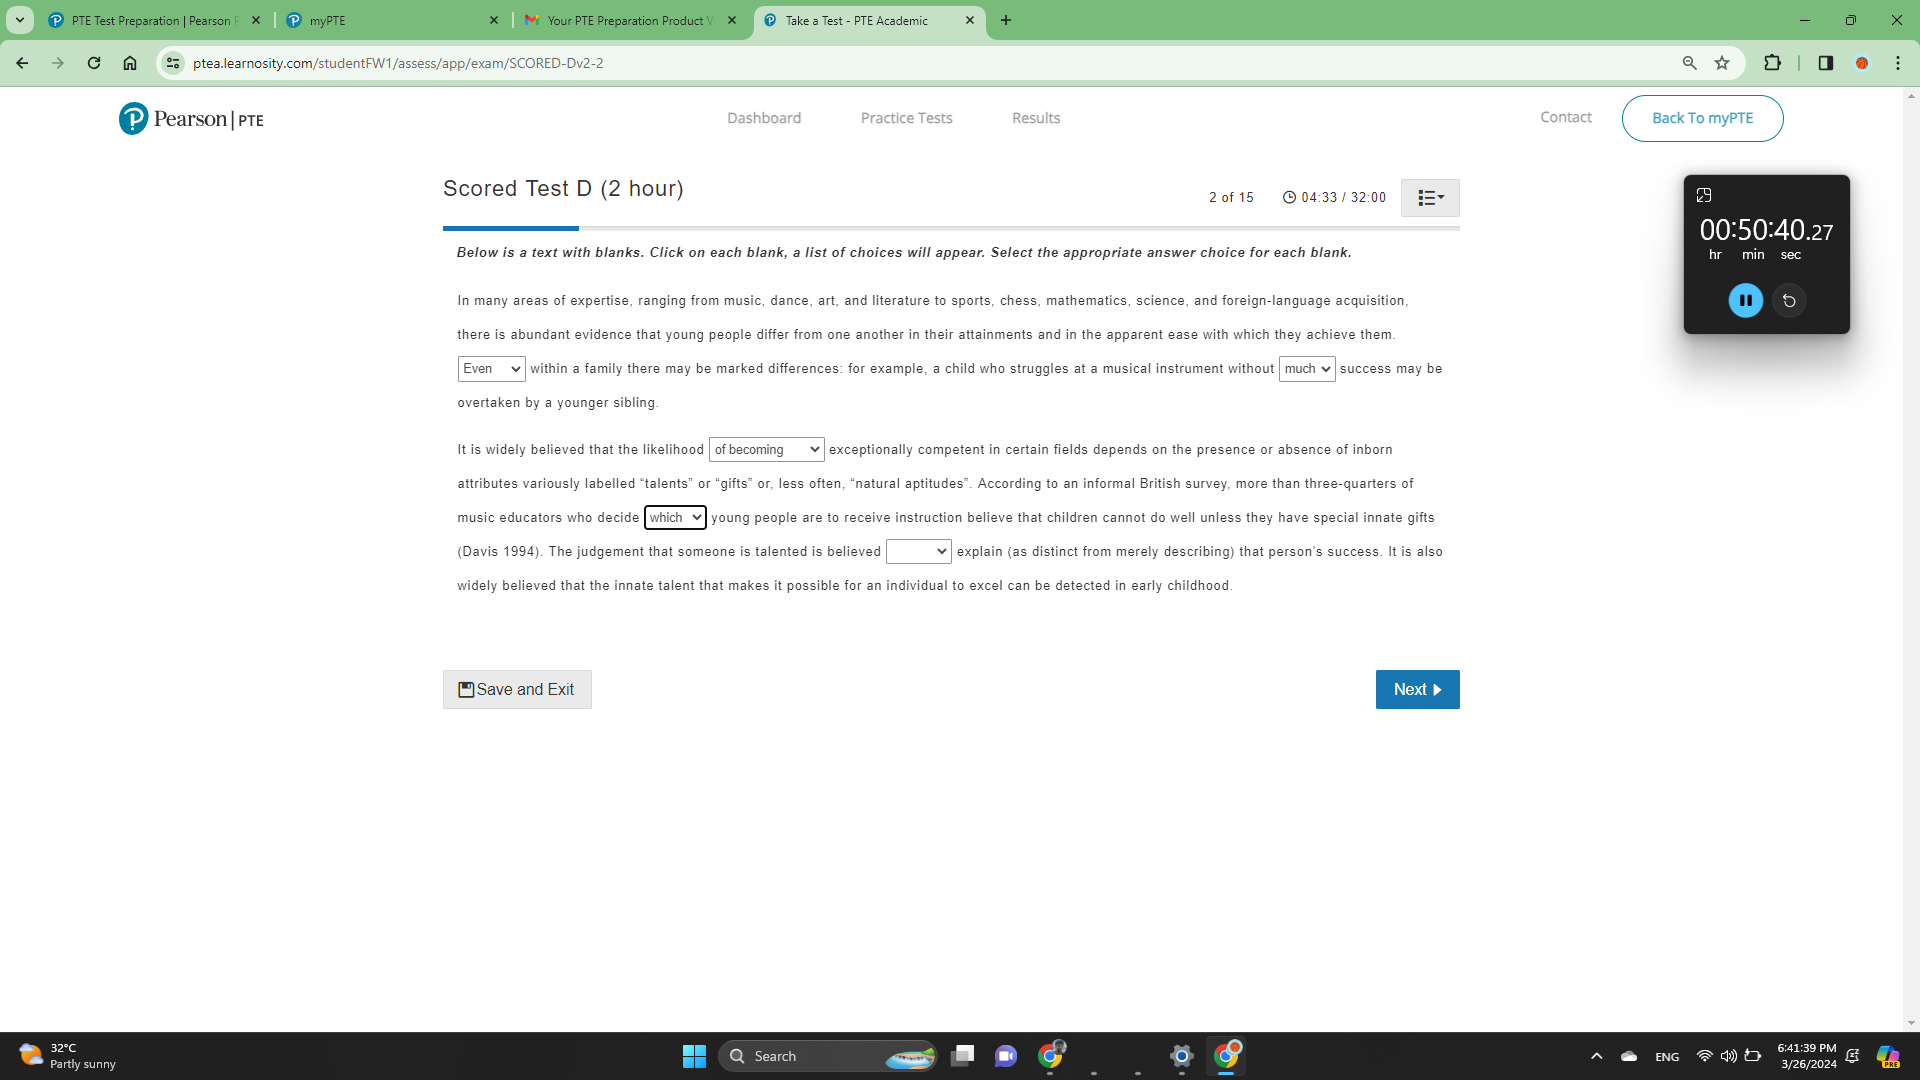 PTE Test Preparation | Pearson P
myPTE
Your PTE Preparation Product V
Take a Test - PTE Academic
ptea.learnosity.com/studentFW1/assess/app/exam/SCORED-Dv2-2
Pearson | PTE
Dashboard
Practice Tests
Results
Contact
Back To myPTE
Scored Test D (2 hour)
2 of 15
04:33 / 32:00
00:50:40.27
hr min sec
Below is a text with blanks. Click on each blank, a list of choices will appear. Select the appropriate answer choice for each blank.
In many areas of expertise, ranging from music, dance, art, and literature to sports, chess, mathematics, science, and foreign-language acquisition,
there is abundant evidence that young people differ from one another in their attainments and in the apparent ease with which they achieve them.
Even within a family there may be marked differences: for example, a child who struggles at a musical instrument without much success may be
overtaken by a younger sibling.
It is widely believed that the likelihood of becoming exceptionally competent in certain fields depends on the presence or absence of inborn
attributes variously labelled “talents” or “gifts” or, less often, “natural aptitudes”. According to an informal British survey, more than three-quarters of
music educators who decide which young people are to receive instruction believe that children cannot do well unless they have special innate gifts
(Davis 1994). The judgement that someone is talented is believed explain (as distinct from merely describing) that person’s success. It is also
widely believed that the innate talent that makes it possible for an individual to excel can be detected in early childhood.
Save and Exit
Next
32°C
Partly sunny
Search
ENG
6:41:39 PM
3/26/2024
PRE